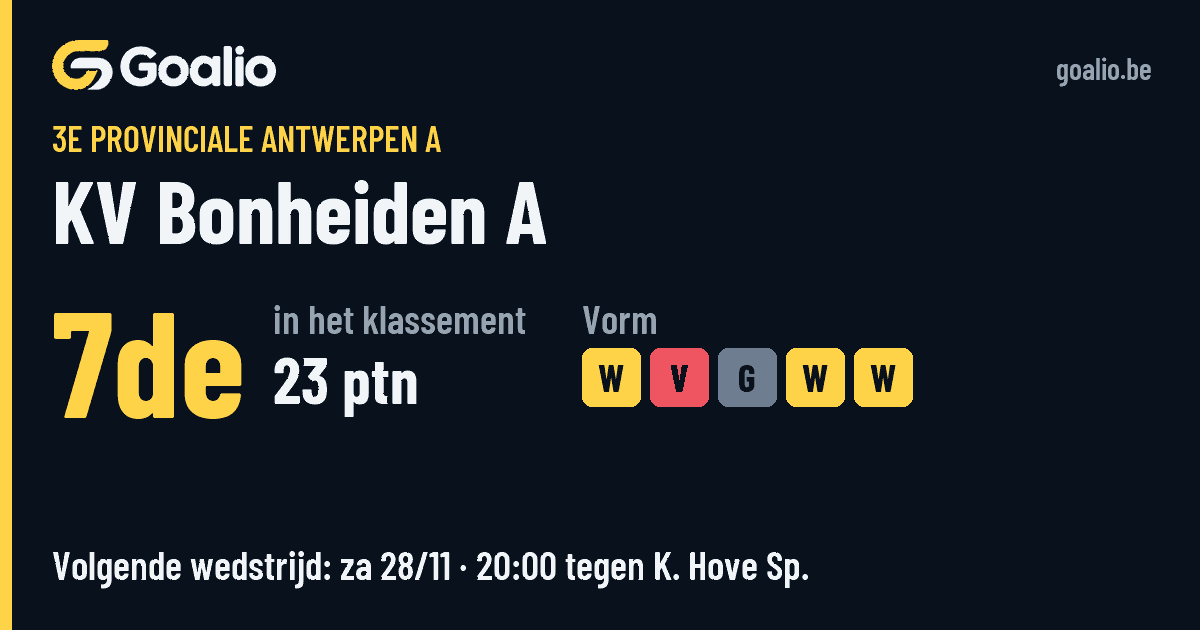 Goalio
goalio.be
3E PROVINCIALE ANTWERPEN A
KV Bonheiden A
7de
in het klassement
23 ptn
Vorm
W V G W W
Volgende wedstrijd: za 28/11 · 20:00 tegen K. Hove Sp.